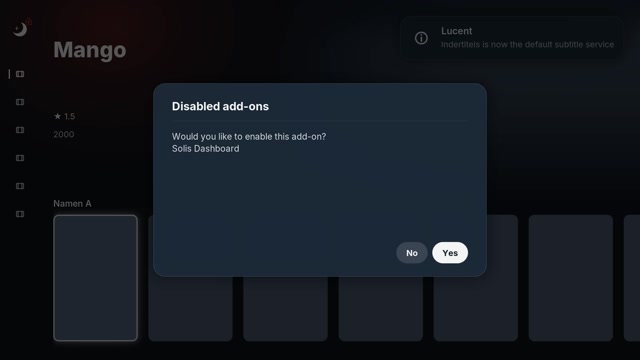 Mango
Lucent
Indertitels is now the default subtitle service
★ 1.5
2000
Disabled add-ons
Would you like to enable this add-on?
Solis Dashboard
No
Yes
Namen A